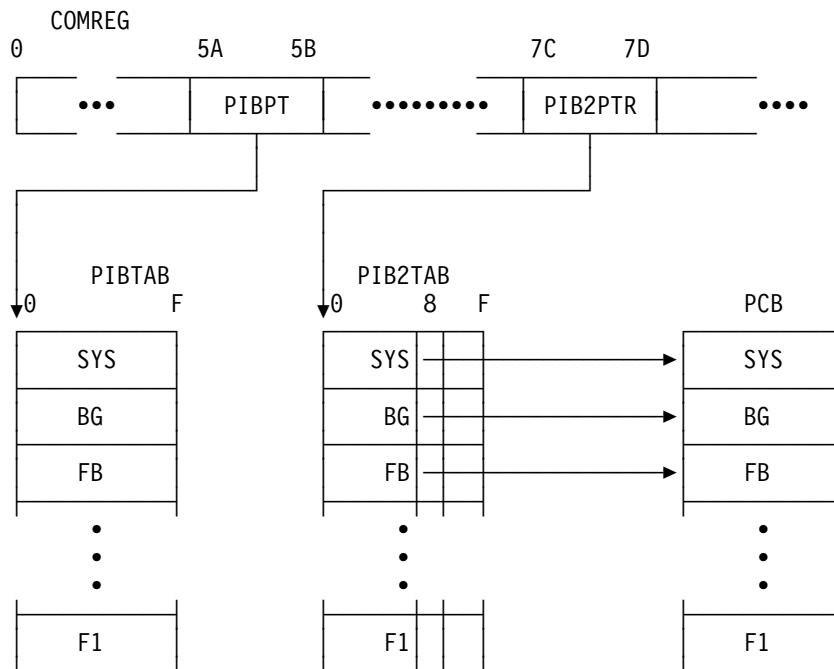 COMREG
0 5A 5B 7C 7D
PIBPT PIB2PTR
PIBTAB PIB2TAB
0 F 0 8 F PCB
SYS SYS SYS
BG BG BG
FB FB FB
F1 F1 F1